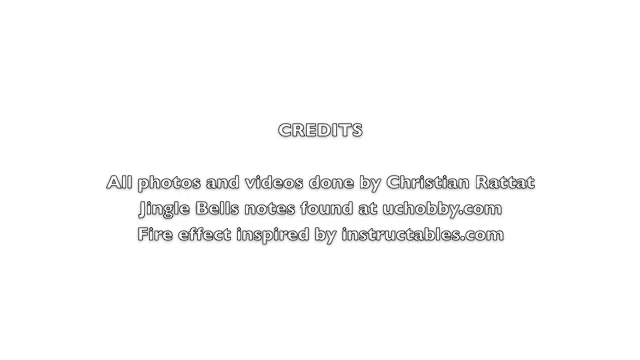 CREDITS
All photos and videos done by Christian Rattat
Jingle Bells notes found at uchobby.com
Fire effect inspired by instructables.com